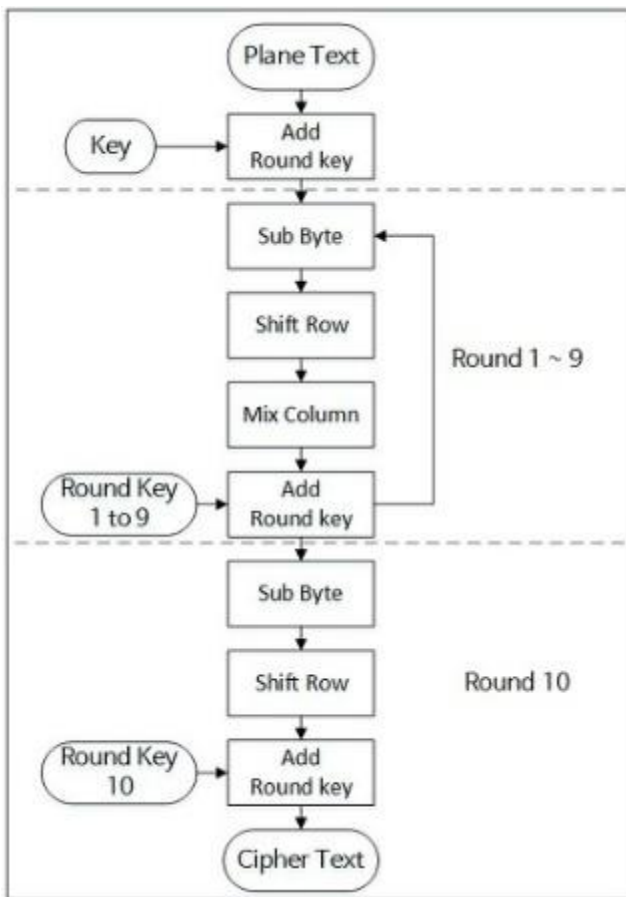 Plane Text
Key
Add
Round key
Sub Byte
Shift Row
Round 1 ~ 9
Mix Column
Round Key
1 to 9
Add
Round key
Sub Byte
Shift Row
Round 10
Round Key
10
Add
Round key
Cipher Text